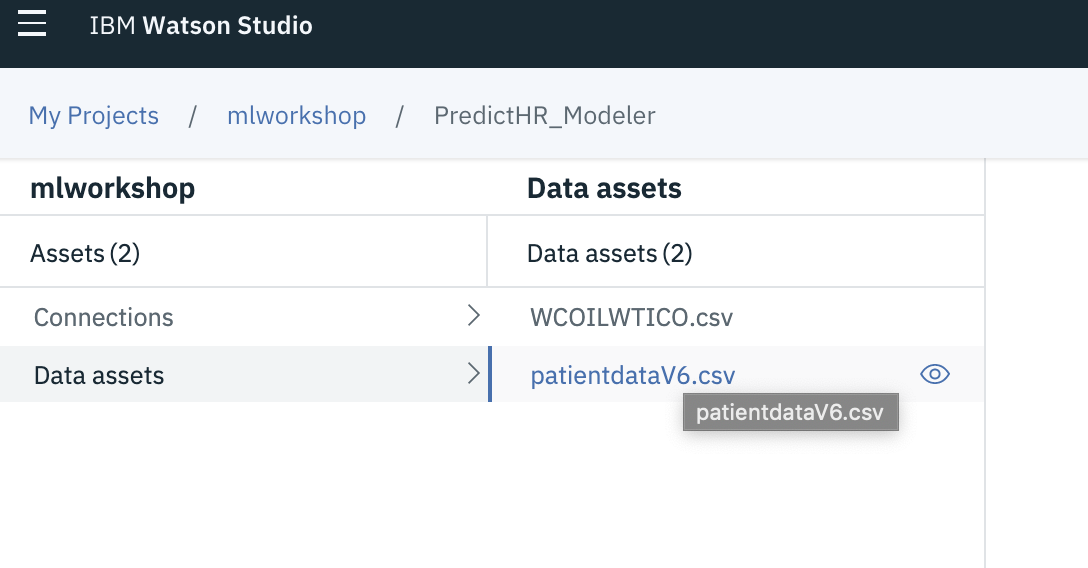 IBM Watson Studio
My Projects / mlworkshop / PredictHR_Modeler
mlworkshop
Data assets
Assets (2)
Data assets (2)
Connections
WCOILWTICO.csv
Data assets
patientdataV6.csv
patientdataV6.csv